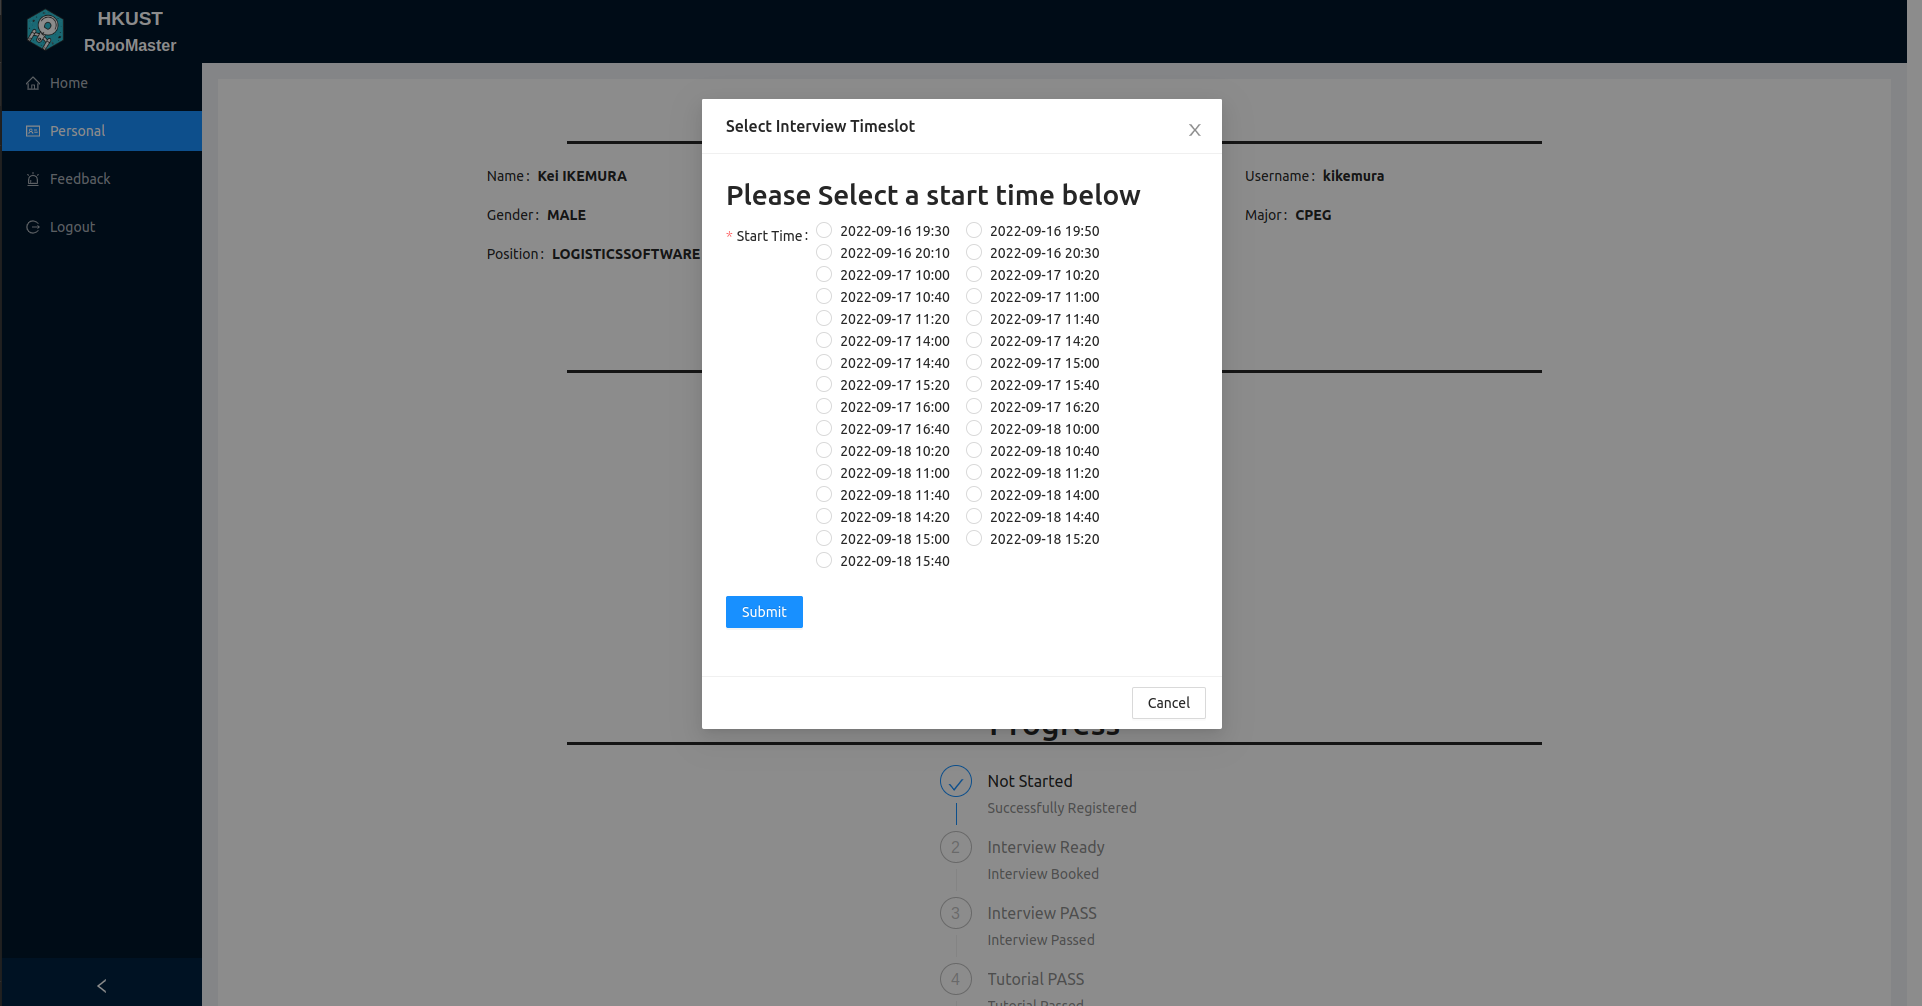 HKUST
RoboMaster
Home
Personal
Feedback
Logout
Name: Kei IKEMURA
Username: kikemura
Gender: MALE
Major: CPEG
Position: LOGISTICSSOFTWARE
Select Interview Timeslot
Please Select a start time below
* Start Time:
2022-09-16 19:30 2022-09-16 19:50
2022-09-16 20:10 2022-09-16 20:30
2022-09-17 10:00 2022-09-17 10:20
2022-09-17 10:40 2022-09-17 11:00
2022-09-17 11:20 2022-09-17 11:40
2022-09-17 14:00 2022-09-17 14:20
2022-09-17 14:40 2022-09-17 15:00
2022-09-17 15:20 2022-09-17 15:40
2022-09-17 16:00 2022-09-17 16:20
2022-09-17 16:40 2022-09-18 10:00
2022-09-18 10:20 2022-09-18 10:40
2022-09-18 11:00 2022-09-18 11:20
2022-09-18 11:40 2022-09-18 14:00
2022-09-18 14:20 2022-09-18 14:40
2022-09-18 15:00 2022-09-18 15:20
2022-09-18 15:40
Submit
Cancel
Progress
Not Started
Successfully Registered
2 Interview Ready
Interview Booked
3 Interview PASS
Interview Passed
4 Tutorial PASS
Tutorial Passed